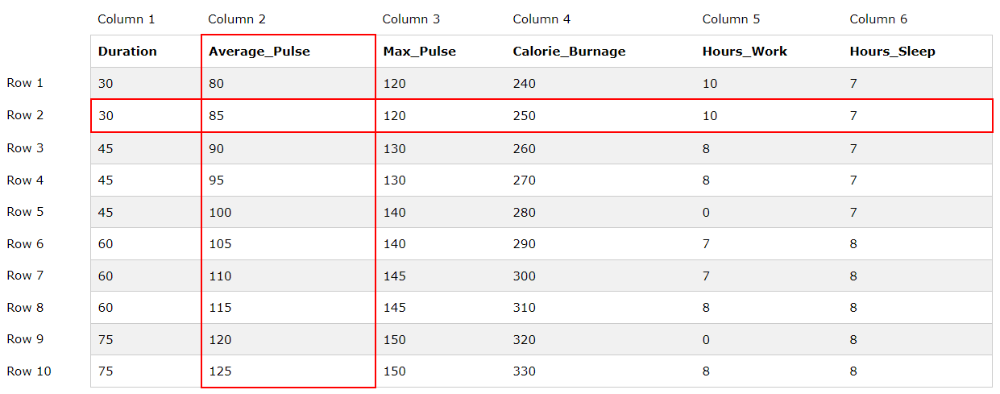 Column 1 Column 2 Column 3 Column 4 Column 5 Column 6
Duration Average_Pulse Max_Pulse Calorie_Burnage Hours_Work Hours_Sleep
Row 1 30 80 120 240 10 7
Row 2 30 85 120 250 10 7
Row 3 45 90 130 260 8 7
Row 4 45 95 130 270 8 7
Row 5 45 100 140 280 0 7
Row 6 60 105 140 290 7 8
Row 7 60 110 145 300 7 8
Row 8 60 115 145 310 8 8
Row 9 75 120 150 320 0 8
Row 10 75 125 150 330 8 8